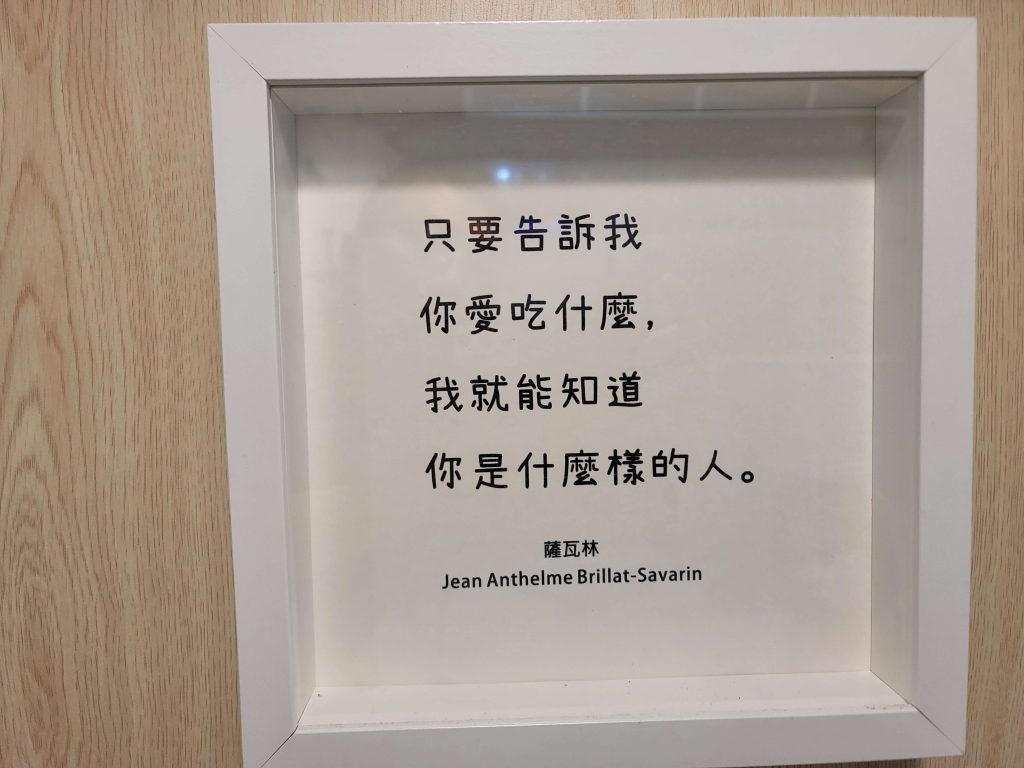 只要告訴我
你愛吃什麼,
我就能知道
你是什麼樣的人。
薩瓦林
Jean Anthelme Brillat-Savarin